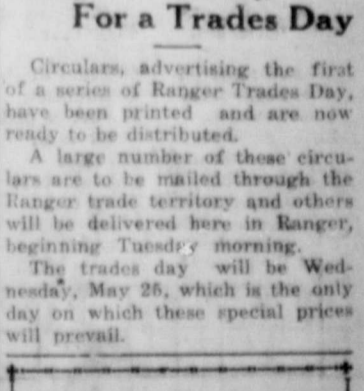 For a Trades Day
Circulars, advertising the first
of a series of Ranger Trades Day,
have been printed and are now
ready to be distributed.
A large number of these circu-
lars are to be mailed through the
Ranger trade territory and others
will be delivered here in Ranger,
beginning Tuesday morning.
The trades day will be Wed-
nesday, May 26, which is the only
day on which these special prices
will prevail.